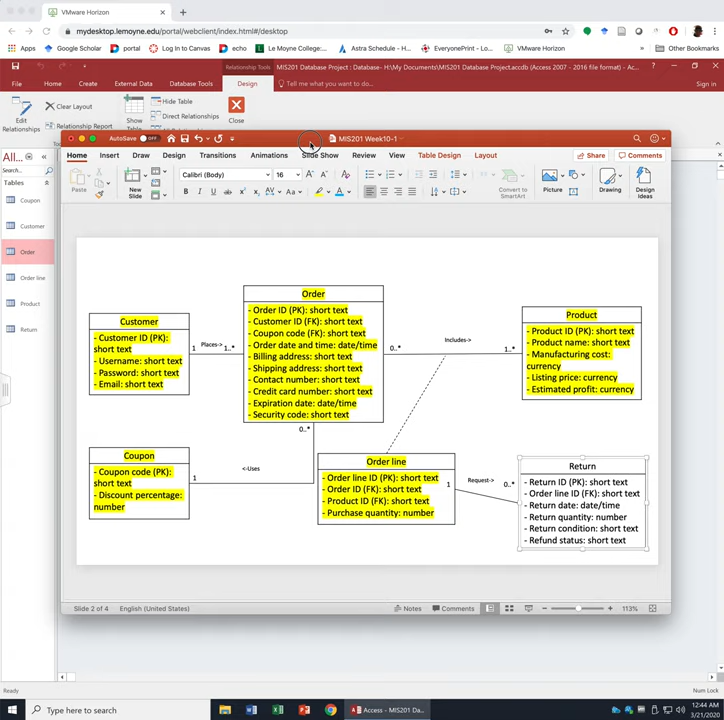 VMware Horizon
mydesktop.lemoyne.edu/portal/webclient/index.html#/desktop
Apps
Google Scholar
portal
Log In to Canvas
echo
Le Moyne College:...
Astra Schedule - H...
EveryonePrint - Lo...
VMware Horizon
Other Bookmarks
Relationship Tools
MIS201 Database Project : Database- H:\My Documents\MIS201 Database Project.accdb (Access 2007 - 2016 file format) - Access
Sign in
File
Home
Create
External Data
Database Tools
Design
Tell me what you want to do
Edit
Relationships
Clear Layout
Relationship Report
Show
Table
Hide Table
Direct Relationships
Close
All...
Search...
Tables
Coupon
Customer
Order
Order line
Product
Return
AutoSave OFF
MIS201 Week10-1
Home
Insert
Draw
Design
Transitions
Animations
Slide Show
Review
View
Table Design
Layout
Share
Comments
Paste
New
Slide
Calibri (Body)
16
B I U ab
Convert to
SmartArt
Picture
Drawing
Design
Ideas
Customer
- Customer ID (PK):
short text
- Username: short text
- Password: short text
- Email: short text
1
Places->
1..*
Order
- Order ID (PK): short text
- Customer ID (FK): short text
- Coupon code (FK): short text
- Order date and time: date/time
- Billing address: short text
- Shipping address: short text
- Contact number: short text
- Credit card number: short text
- Expiration date: date/time
- Security code: short text
0..*
Includes->
1..*
Product
- Product ID (PK): short text
- Product name: short text
- Manufacturing cost:
currency
- Listing price: currency
- Estimated profit: currency
Coupon
- Coupon code (PK):
short text
- Discount percentage:
number
1
<-Uses
0..*
Order line
- Order line ID (PK): short text
- Order ID (FK): short text
- Product ID (FK): short text
- Purchase quantity: number
1
Request->
0..*
Return
- Return ID (PK): short text
- Order line ID (FK): short text
- Return date: date/time
- Return quantity: number
- Return condition: short text
- Refund status: short text
Slide 2 of 4
English (United States)
Notes
Comments
113%
Ready
Num Lock
Type here to search
Access - MIS201 Da...
12:44 AM
3/21/2020